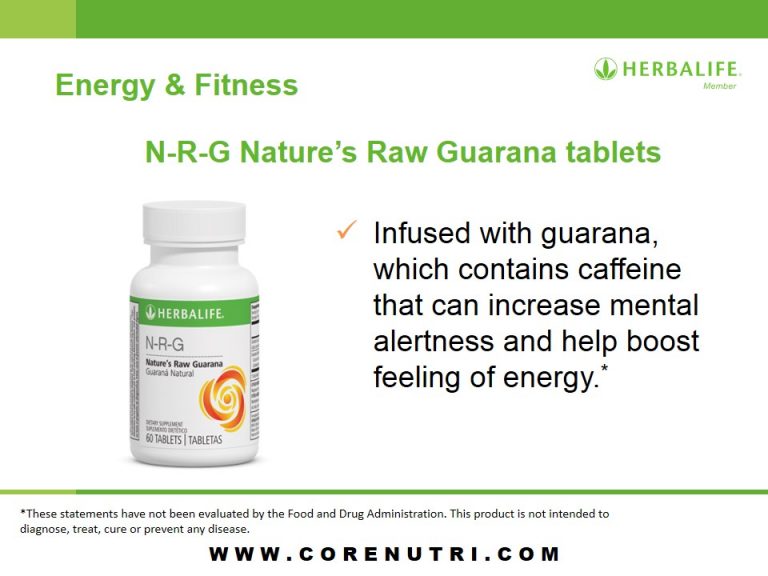 Energy & Fitness
HERBALIFE.
Member
N-R-G Nature’s Raw Guarana tablets
✓ Infused with guarana,
which contains caffeine
that can increase mental
alertness and help boost
feeling of energy.*
HERBALIFE.
N-R-G
Nature's Raw Guarana
Guaraná Natural
DIETARY SUPPLEMENT
SUPLEMENTO DIETÉTICO
60 TABLETS | TABLETAS
*These statements have not been evaluated by the Food and Drug Administration. This product is not intended to
diagnose, treat, cure or prevent any disease.
WWW.CORENUTRI.COM